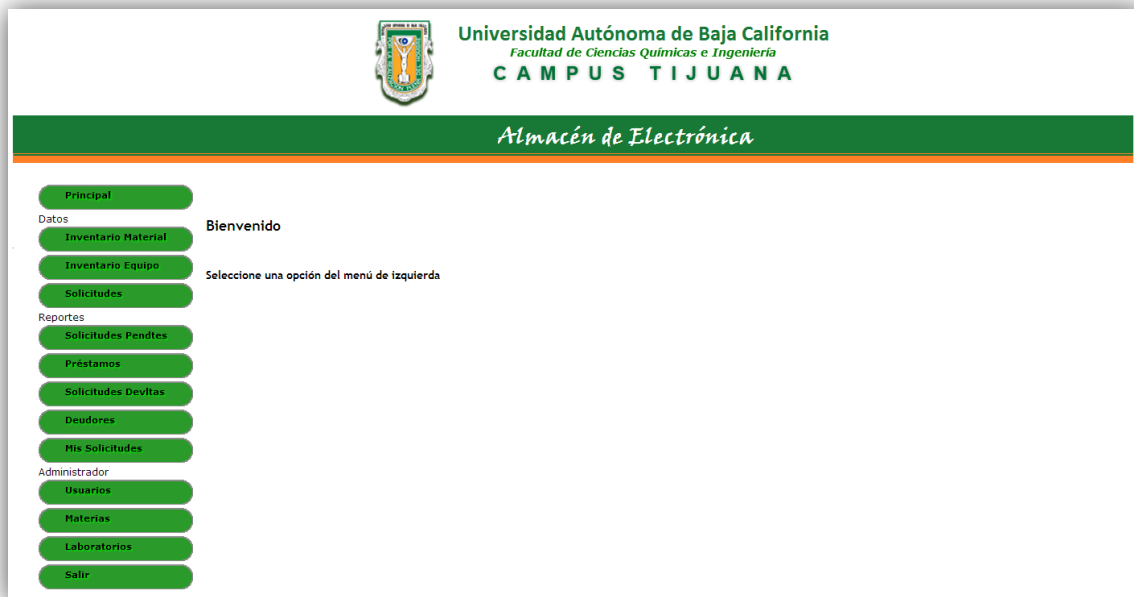 Universidad Autónoma de Baja California
Facultad de Ciencias Químicas e Ingeniería
CAMPUS TIJUANA
Almacén de Electrónica
Principal
Datos
Inventario Material
Inventario Equipo
Solicitudes
Reportes
Solicitudes Pendtes
Préstamos
Solicitudes Devltas
Deudores
Mis Solicitudes
Administrador
Usuarios
Materias
Laboratorios
Salir
Bienvenido
Seleccione una opción del menú de izquierda